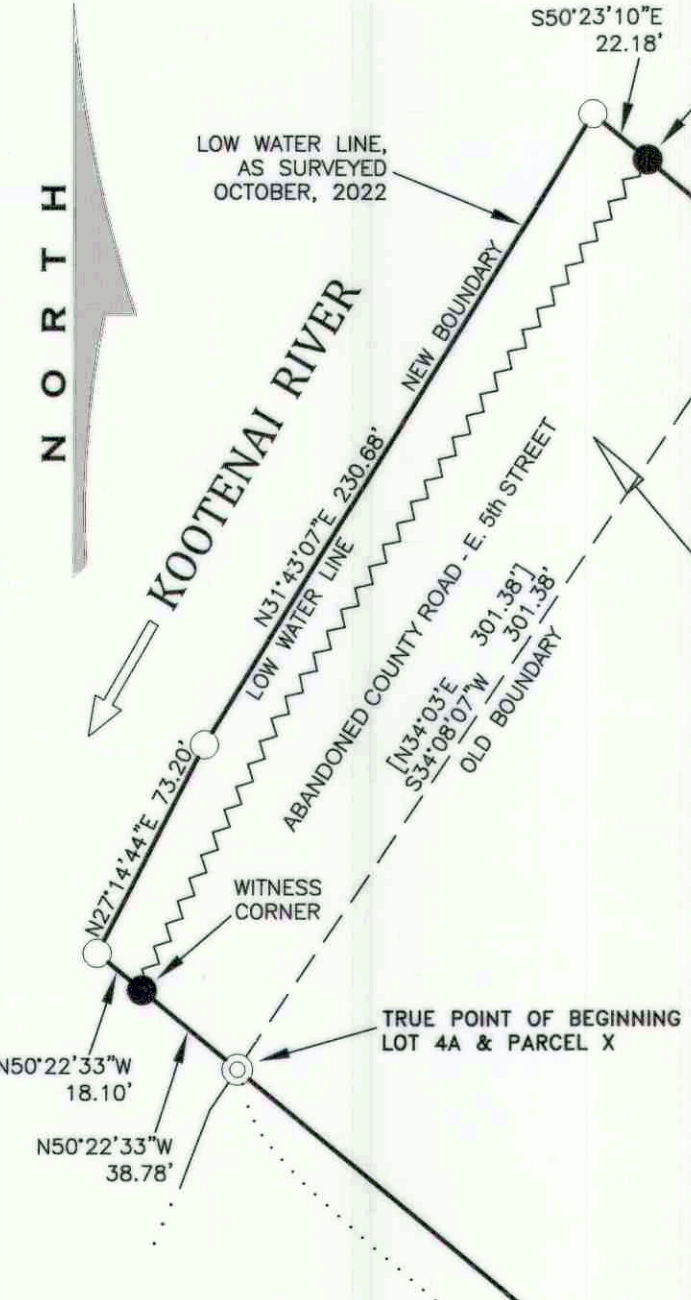 S50°23'10"E
22.18'
LOW WATER LINE,
AS SURVEYED
OCTOBER, 2022
NORTH
KOOTENAI RIVER
NEW BOUNDARY
N31°43'07"E 230.68'
LOW WATER LINE
ABANDONED COUNTY ROAD - E. 5th STREET
[N34°03'E 301.38']
S34°08'07"W 301.38'
OLD BOUNDARY
N27°14'44"E 73.20'
WITNESS
CORNER
TRUE POINT OF BEGINNING
LOT 4A & PARCEL X
N50°22'33"W
18.10'
N50°22'33"W
38.78'